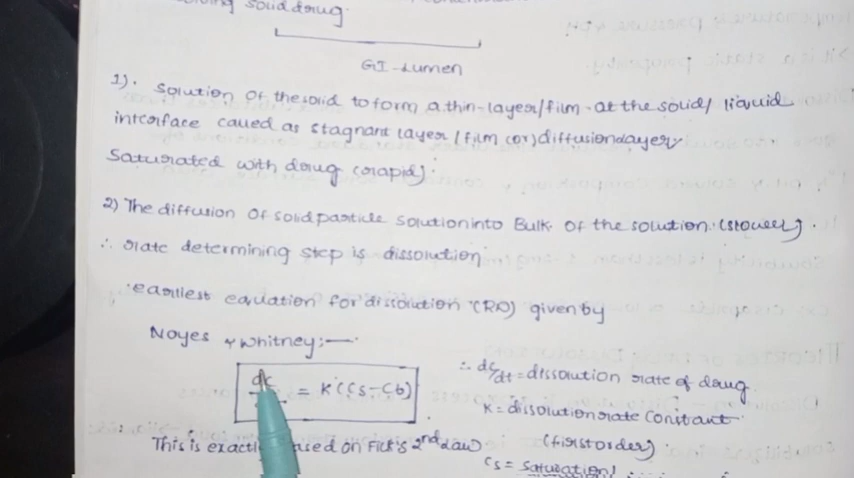 solid drug.
GI-Lumen
1). Solution of the solid to form a thin-layer/film at the solid/liquid
interface called as stagnant layer/film (or) diffusion layer
Saturated with drug (rapid).
2) The diffusion of solid particle solution into Bulk of the solution. (slower).
∴ rate determining step is dissolution
earliest equation for dissolution (RD) given by
Noyes & Whitney:—
dc = K(Cs-Cb)
∴ dc/dt = dissolution rate of drug
K = dissolution rate Constant
(first order).
This is exactly based on Fick's 2nd law
Cs = Saturation